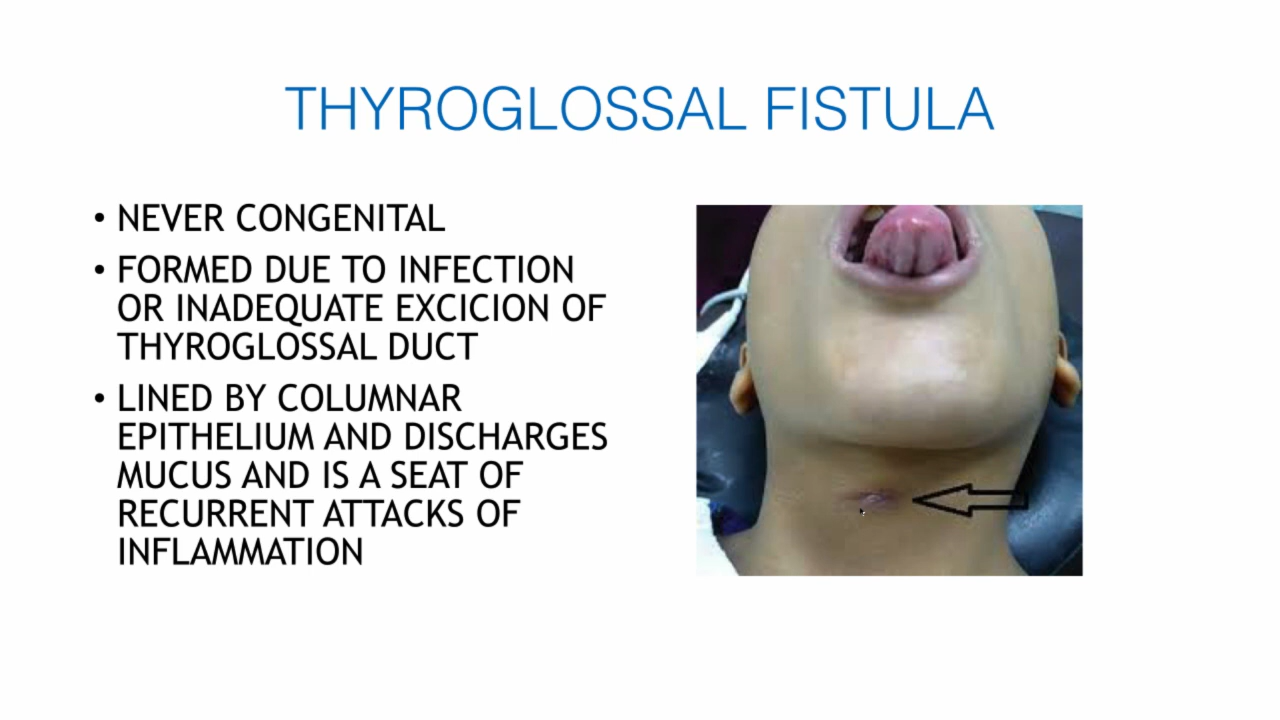 THYROGLOSSAL FISTULA
• NEVER CONGENITAL
• FORMED DUE TO INFECTION
OR INADEQUATE EXCICION OF
THYROGLOSSAL DUCT
• LINED BY COLUMNAR
EPITHELIUM AND DISCHARGES
MUCUS AND IS A SEAT OF
RECURRENT ATTACKS OF
INFLAMMATION